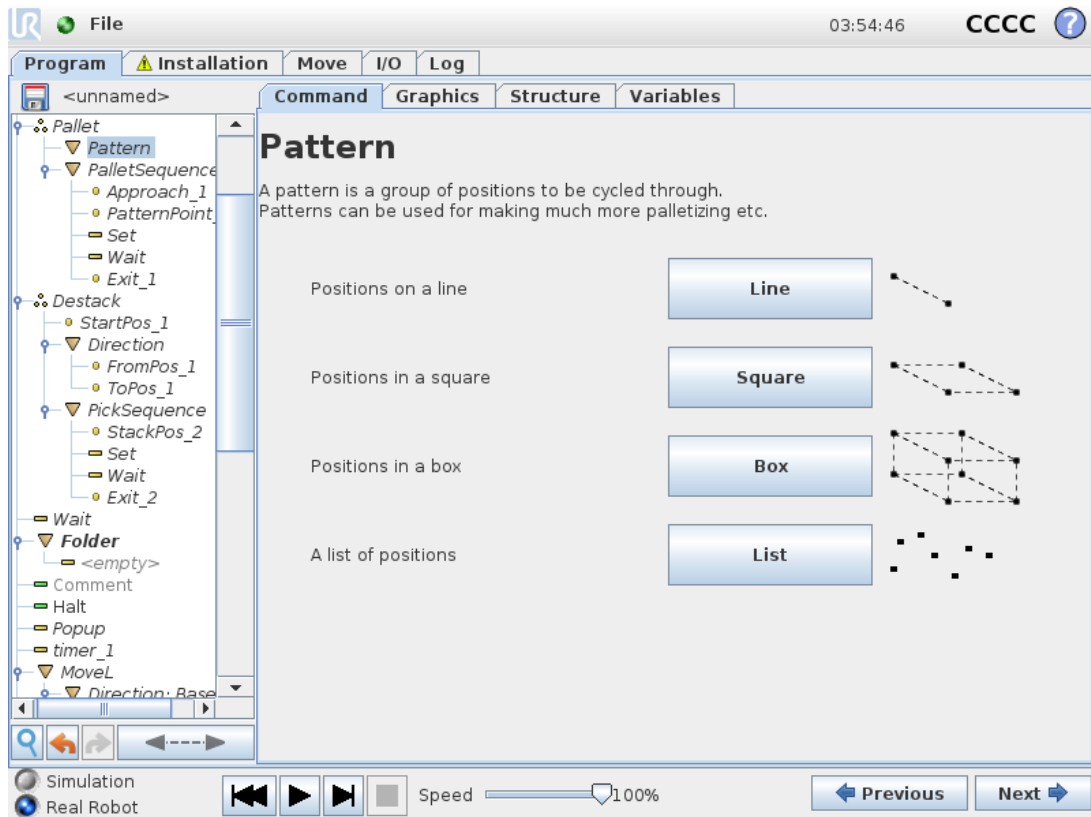 UR File 03:54:46 CCCC ?
Program Installation Move I/O Log
<unnamed>
Command Graphics Structure Variables
Pallet
Pattern
PalletSequence
Approach_1
PatternPoint_
Set
Wait
Exit_1
Destack
StartPos_1
Direction
FromPos_1
ToPos_1
PickSequence
StackPos_2
Set
Wait
Exit_2
Wait
Folder
<empty>
Comment
Halt
Popup
timer_1
MoveL
Direction: Base
Pattern
A pattern is a group of positions to be cycled through.
Patterns can be used for making much more palletizing etc.
Positions on a line Line
Positions in a square Square
Positions in a box Box
A list of positions List
Simulation
Real Robot
Speed 100%
Previous Next